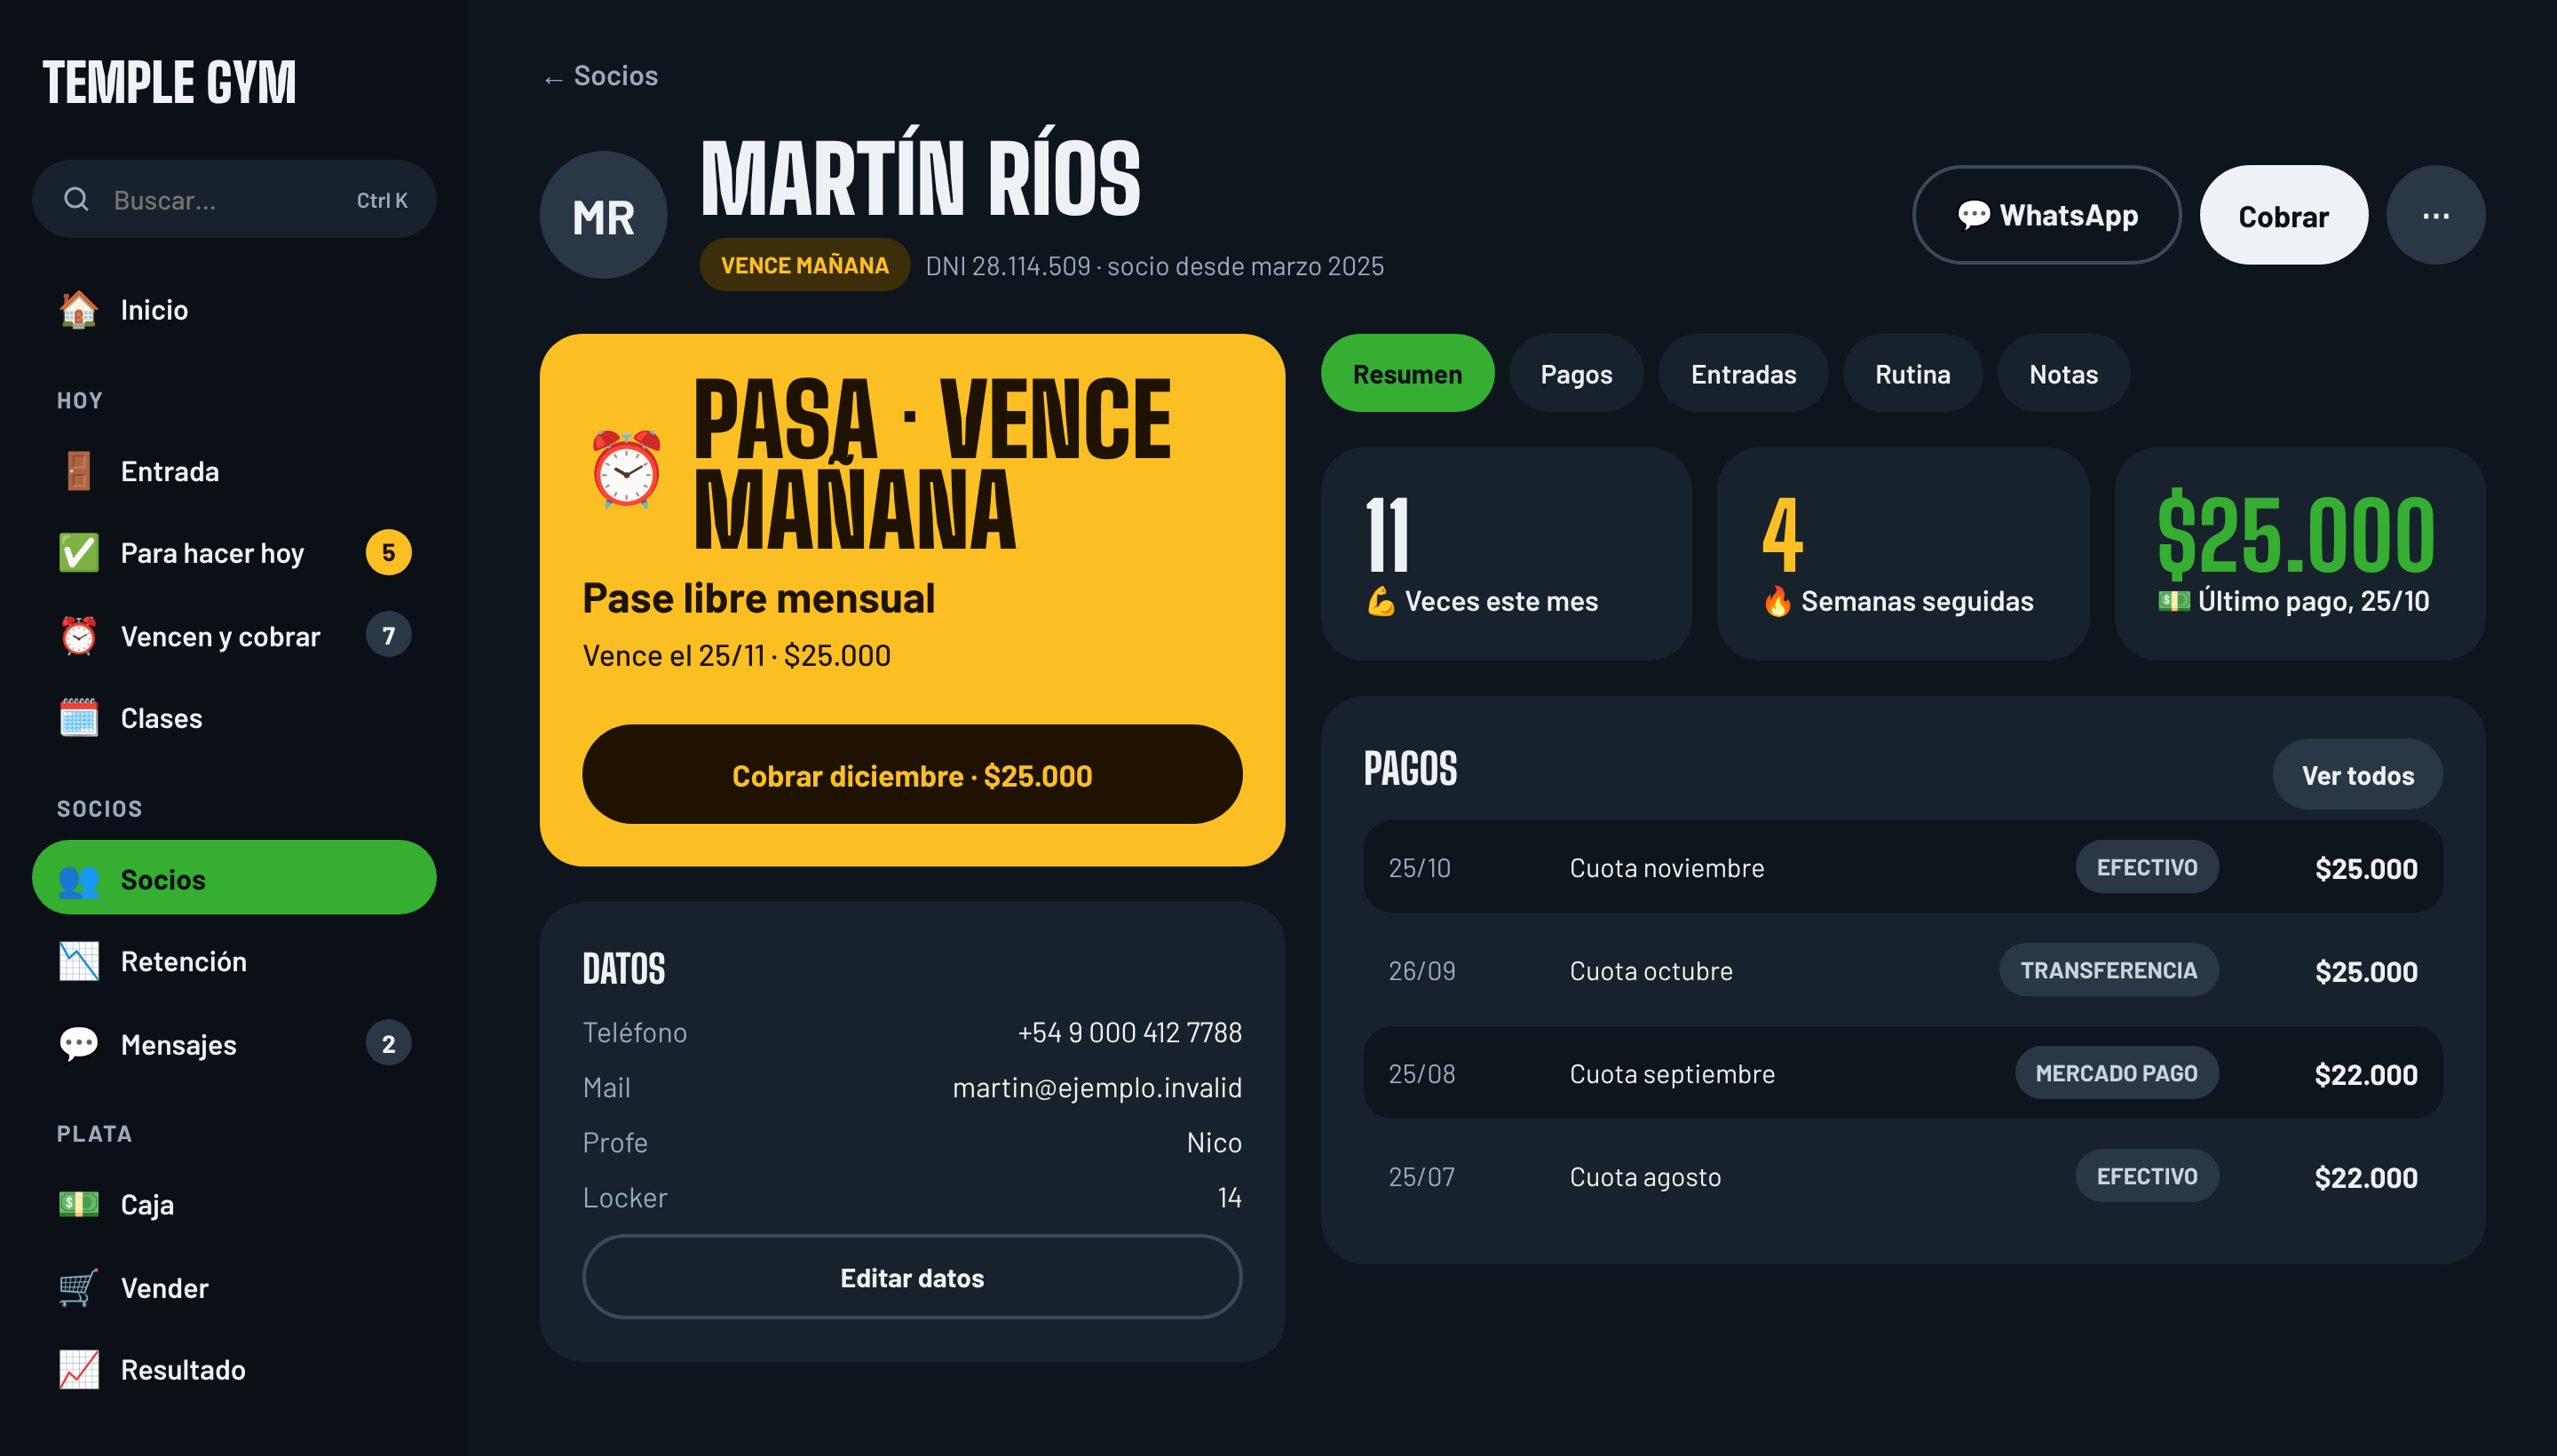 TEMPLE GYM
Buscar...
Ctrl K
Inicio
HOY
Entrada
Para hacer hoy
5
Vencen y cobrar
7
Clases
SOCIOS
Socios
Retención
Mensajes
2
PLATA
Caja
Vender
Resultado
← Socios
MR
MARTÍN RÍOS
VENCE MAÑANA
DNI 28.114.509 · socio desde marzo 2025
WhatsApp
Cobrar
···
PASA · VENCE
MAÑANA
Pase libre mensual
Vence el 25/11 · $25.000
Cobrar diciembre · $25.000
DATOS
Teléfono +54 9 000 412 7788
Mail martin@ejemplo.invalid
Profe Nico
Locker 14
Editar datos
Resumen
Pagos
Entradas
Rutina
Notas
11
Veces este mes
4
Semanas seguidas
$25.000
Último pago, 25/10
PAGOS
Ver todos
25/10 Cuota noviembre EFECTIVO $25.000
26/09 Cuota octubre TRANSFERENCIA $25.000
25/08 Cuota septiembre MERCADO PAGO $22.000
25/07 Cuota agosto EFECTIVO $22.000